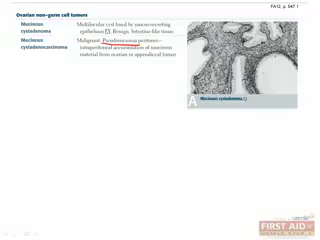 FA12, p. 547.1
Ovarian non-germ cell tumors
Mucinous cystadenoma
Multilocular cyst lined by mucus-secreting
epithelium A. Benign. Intestine-like tissue.
Mucinous cystadenocarcinoma
Malignant. Pseudomyxoma peritonei—
intraperitoneal accumulation of mucinous
material from ovarian or appendiceal tumor.
A
Mucinous cystadenoma
FIRST AID